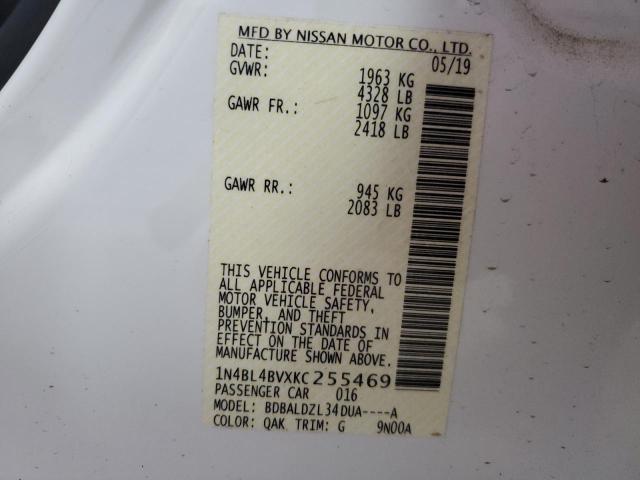 MFD BY NISSAN MOTOR CO., LTD.
DATE: 05/19
GVWR: 1963 KG
4328 LB
GAWR FR.: 1097 KG
2418 LB
GAWR RR.: 945 KG
2083 LB
THIS VEHICLE CONFORMS TO
ALL APPLICABLE FEDERAL
MOTOR VEHICLE SAFETY,
BUMPER, AND THEFT
PREVENTION STANDARDS IN
EFFECT ON THE DATE OF
MANUFACTURE SHOWN ABOVE.
1N4BL4BVXKC255469
PASSENGER CAR 016
MODEL: BDBALDZL34DUA----A
COLOR: QAK TRIM: G 9N00A